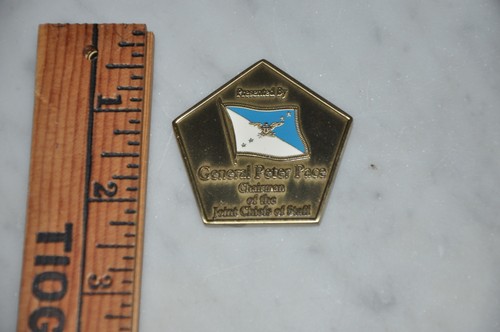 Presented By
General Peter Pace
Chairman
of the
Joint Chiefs of Staff
1
2
3
TIOG